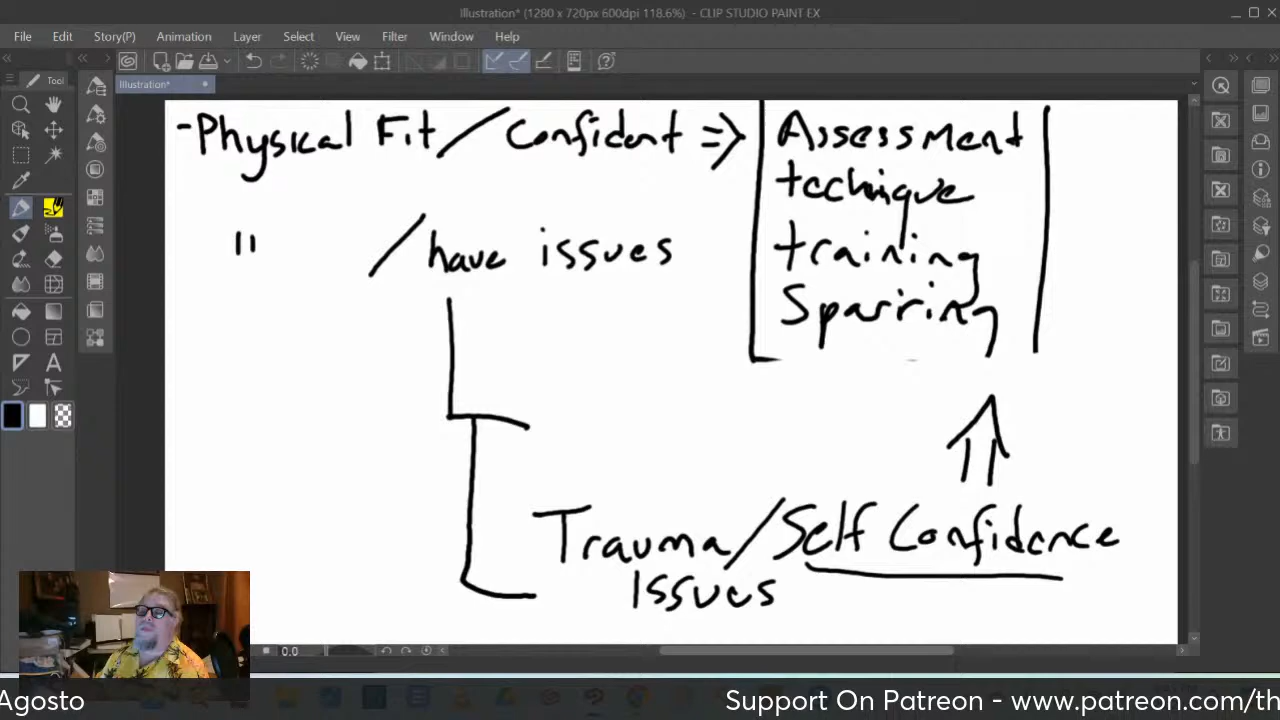 Illustration* (1280 x 720px 600dpi 118.6%) - CLIP STUDIO PAINT EX
File Edit Story(P) Animation Layer Select View Filter Window Help
Tool
Illustration*
-Physical Fit/Confident => Assessment
technique
" /have issues
training
Sparring
Trauma/Self Confidence
Issues
0.0
Agosto
Support On Patreon - www.patreon.com/th